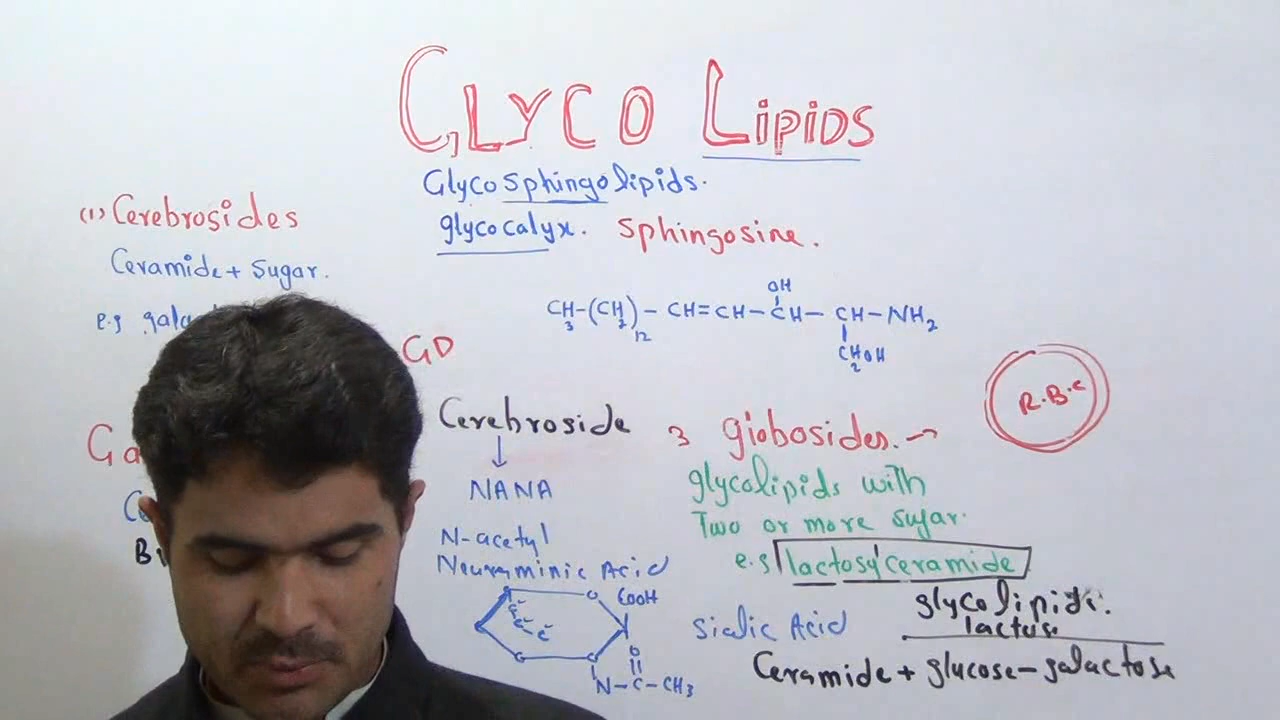 GLYCO LIPIDS
Glycosphingolipids.
glycocalyx. Sphingosine.
(1) Cerebrosides
Ceramide + Sugar.
e.g
OH
CH3-(CH2)12-CH=CH-CH-CH-NH2
CH2OH
GD
R.B.C
Cerebroside
NANA
N-acetyl
Neuraminic Acid
COOH
O
O
N-C-CH3
Sialic Acid
3 globosides.
glycolipids with
Two or more sugar.
e.g lactosylceramide
glycolipids.
lactose
Ceramide + glucose-galactose